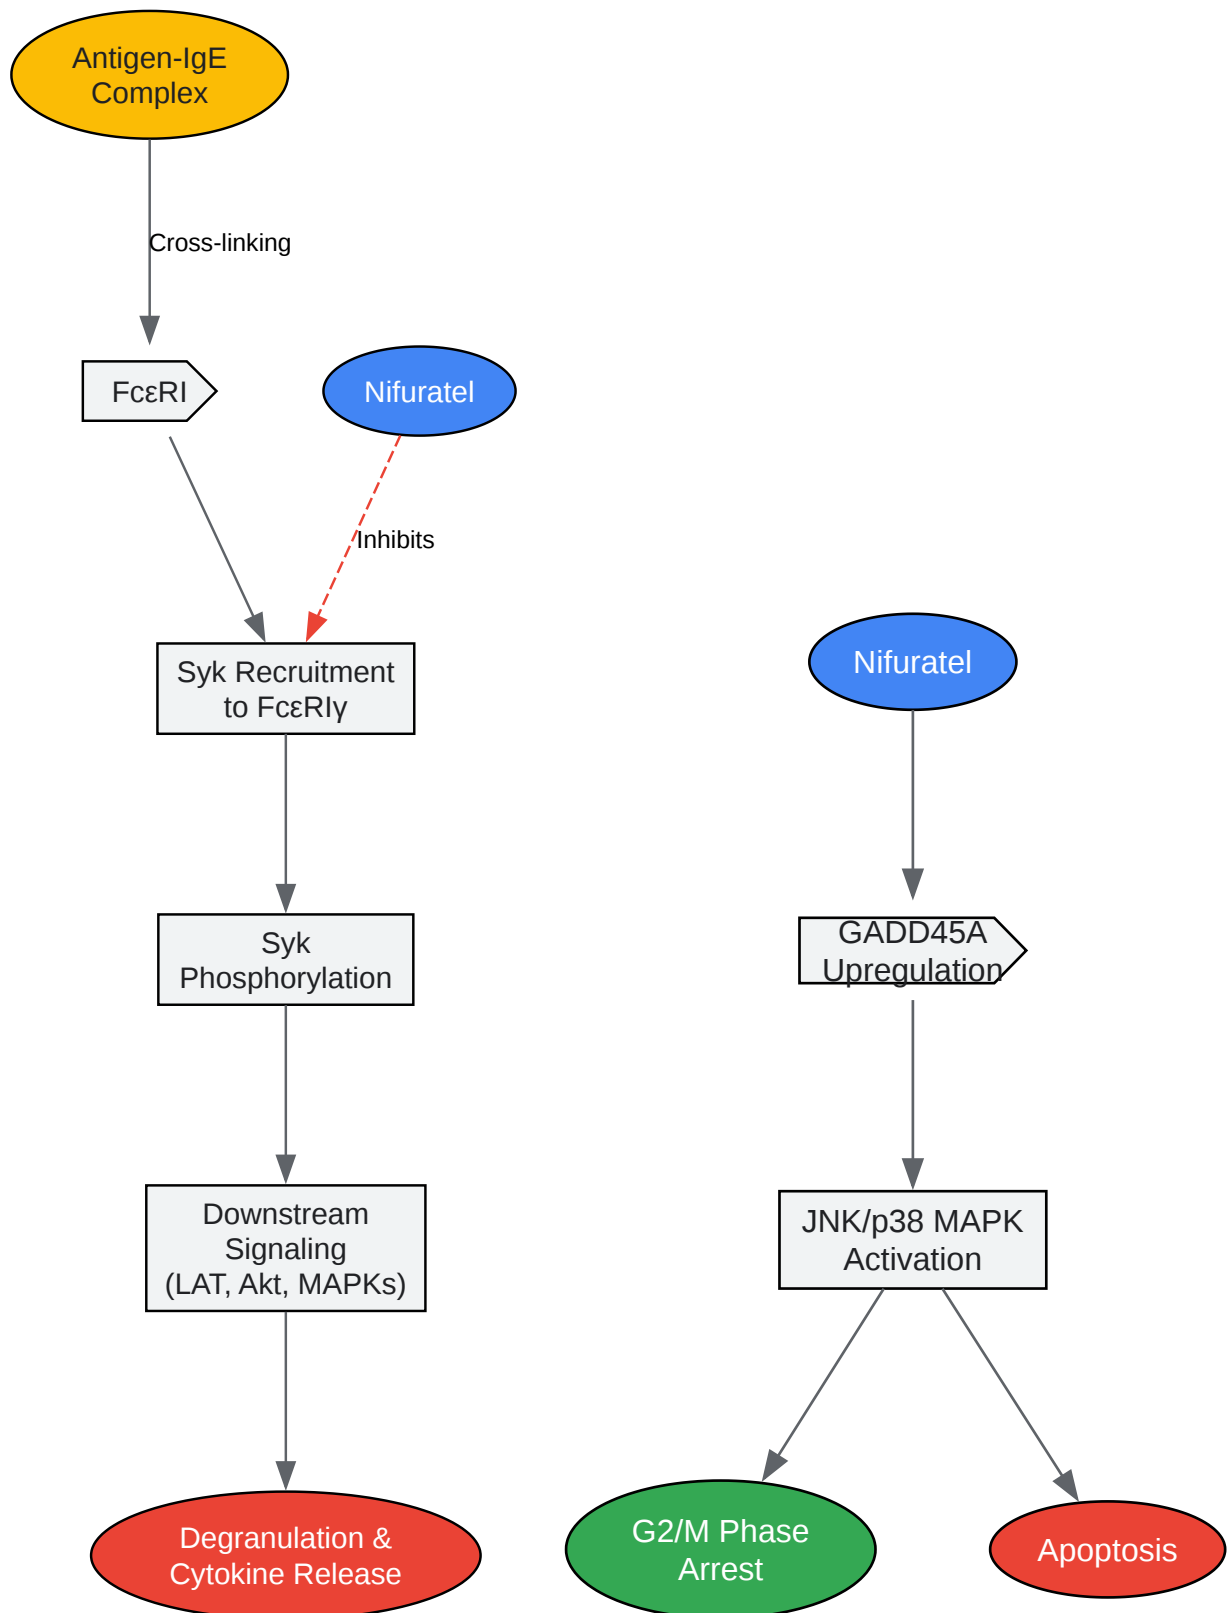 Antigen-IgE
Complex
Cross-linking
FcεRI
Nifuratel
Inhibits
Syk Recruitment
to FcεRIγ
Syk
Phosphorylation
Downstream
Signaling
(LAT, Akt, MAPKs)
Degranulation &
Cytokine Release
Nifuratel
GADD45A
Upregulation
JNK/p38 MAPK
Activation
G2/M Phase
Arrest
Apoptosis